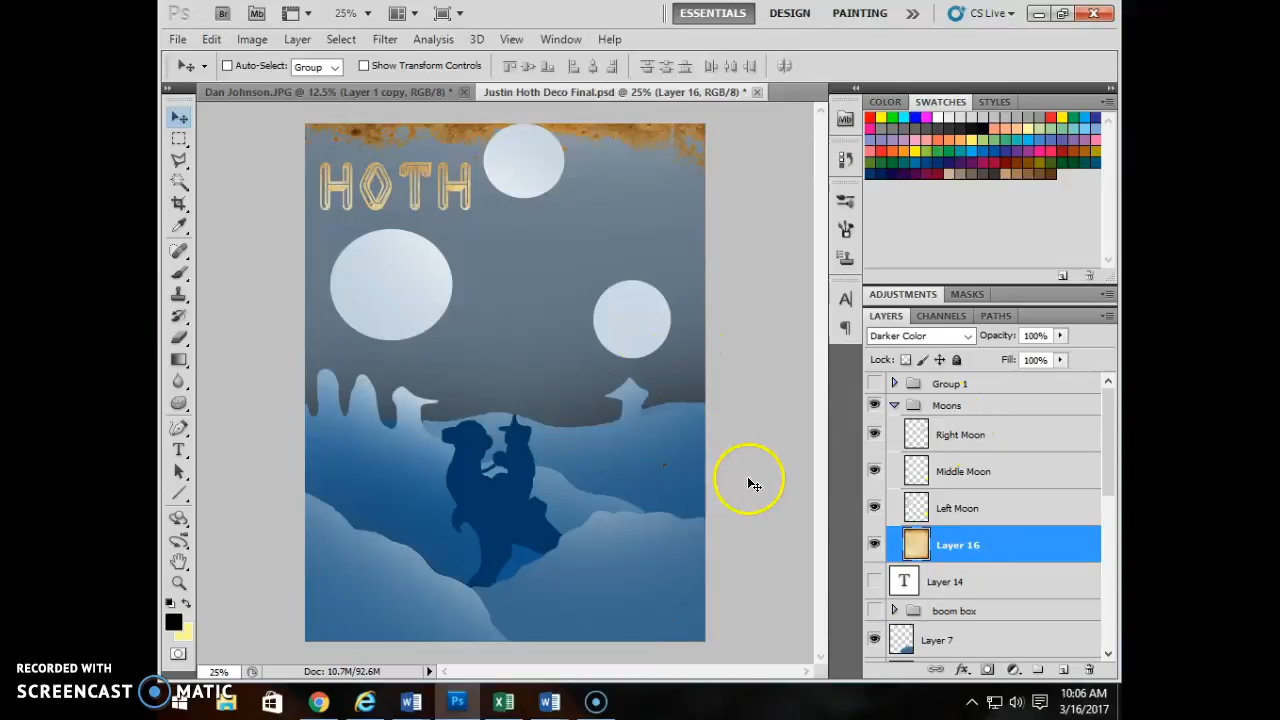 Ps Br Mb 25% ESSENTIALS DESIGN PAINTING CS Live
File Edit Image Layer Select Filter Analysis 3D View Window Help
Auto-Select: Group Show Transform Controls
Dan Johnson.JPG @ 12.5% (Layer 1 copy, RGB/8) * Justin Hoth Deco Final.psd @ 25% (Layer 16, RGB/8) *
COLOR SWATCHES STYLES
Mb
HOTH
ADJUSTMENTS MASKS
LAYERS CHANNELS PATHS
Darker Color Opacity: 100%
Lock: Fill: 100%
Group 1
Moons
Right Moon
Middle Moon
Left Moon
Layer 16
T Layer 14
boom box
Layer 7
25% Doc: 10.7M/92.6M
RECORDED WITH
SCREENCAST MATIC
10:06 AM
3/16/2017